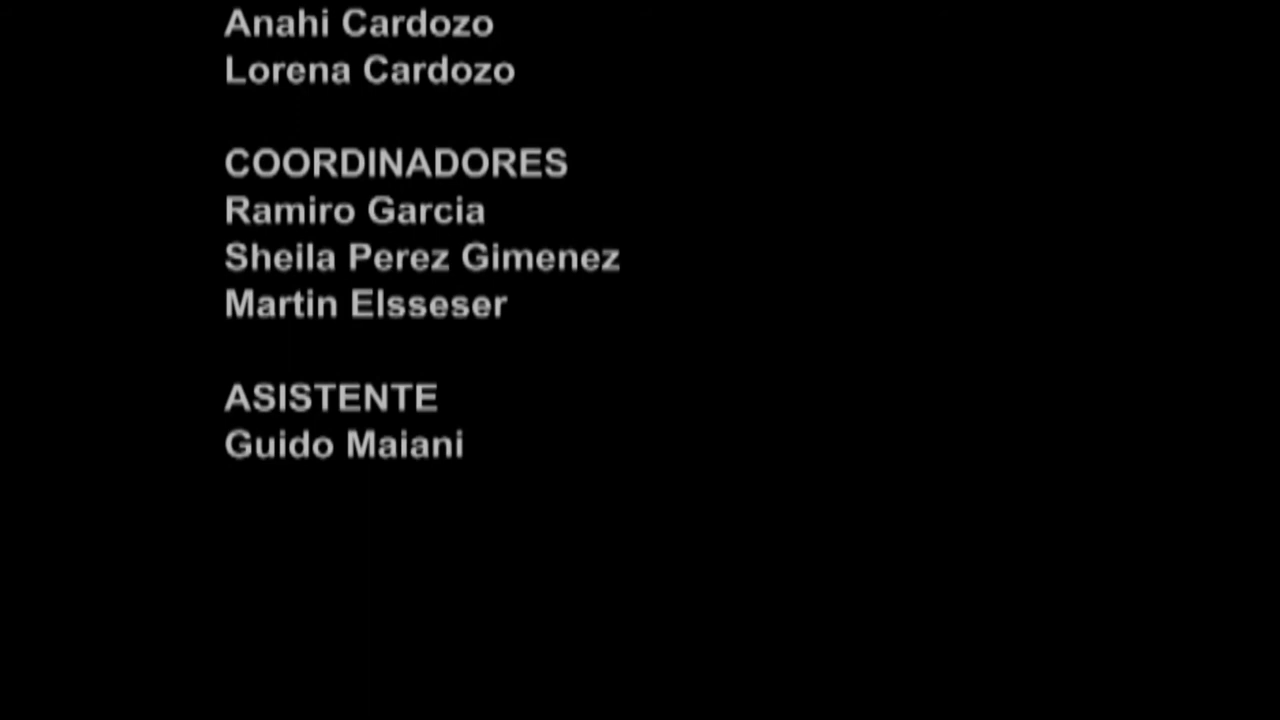 Anahi Cardozo
Lorena Cardozo
COORDINADORES
Ramiro Garcia
Sheila Perez Gimenez
Martin Elsseser
ASISTENTE
Guido Maiani